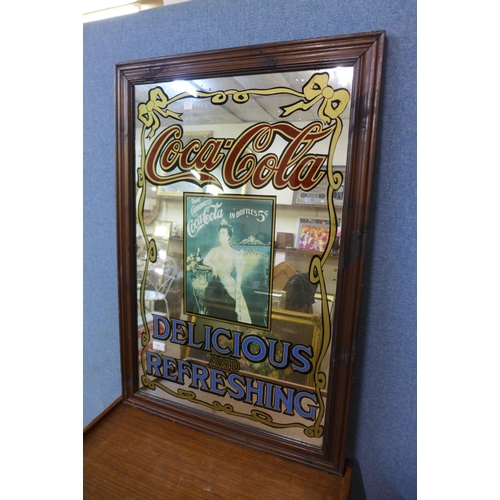 Coca-Cola
Coca-Cola
IN BOTTLES 5¢
DELICIOUS
AND
REFRESHING